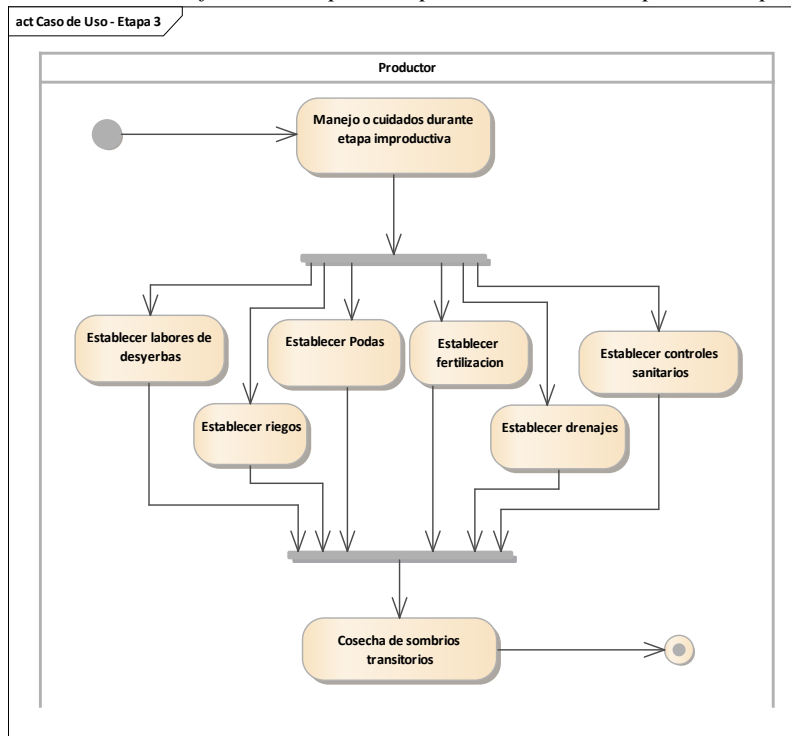 act Caso de Uso - Etapa 3
Productor
Manejo o cuidados durante
etapa improductiva
Establecer labores de
desyerbas
Establecer riegos
Establecer Podas
Establecer
fertilizacion
Establecer drenajes
Establecer controles
sanitarios
Cosecha de sombrios
transitorios